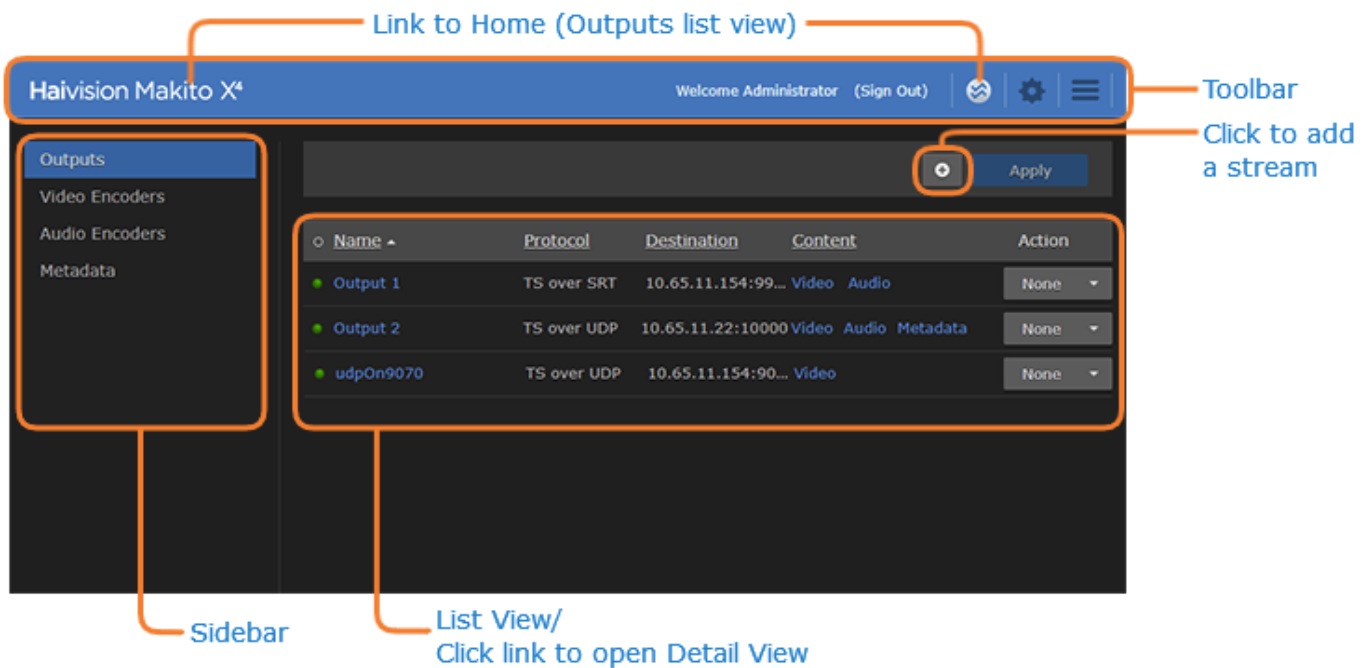 Link to Home (Outputs list view)
Haivision Makito X⁴
Welcome Administrator (Sign Out)
Toolbar
Click to add
a stream
Outputs
Video Encoders
Audio Encoders
Metadata
Apply
Name Protocol Destination Content Action
Output 1 TS over SRT 10.65.11.154:99... Video Audio None
Output 2 TS over UDP 10.65.11.22:10000 Video Audio Metadata None
udpOn9070 TS over UDP 10.65.11.154:90... Video None
Sidebar
List View/
Click link to open Detail View